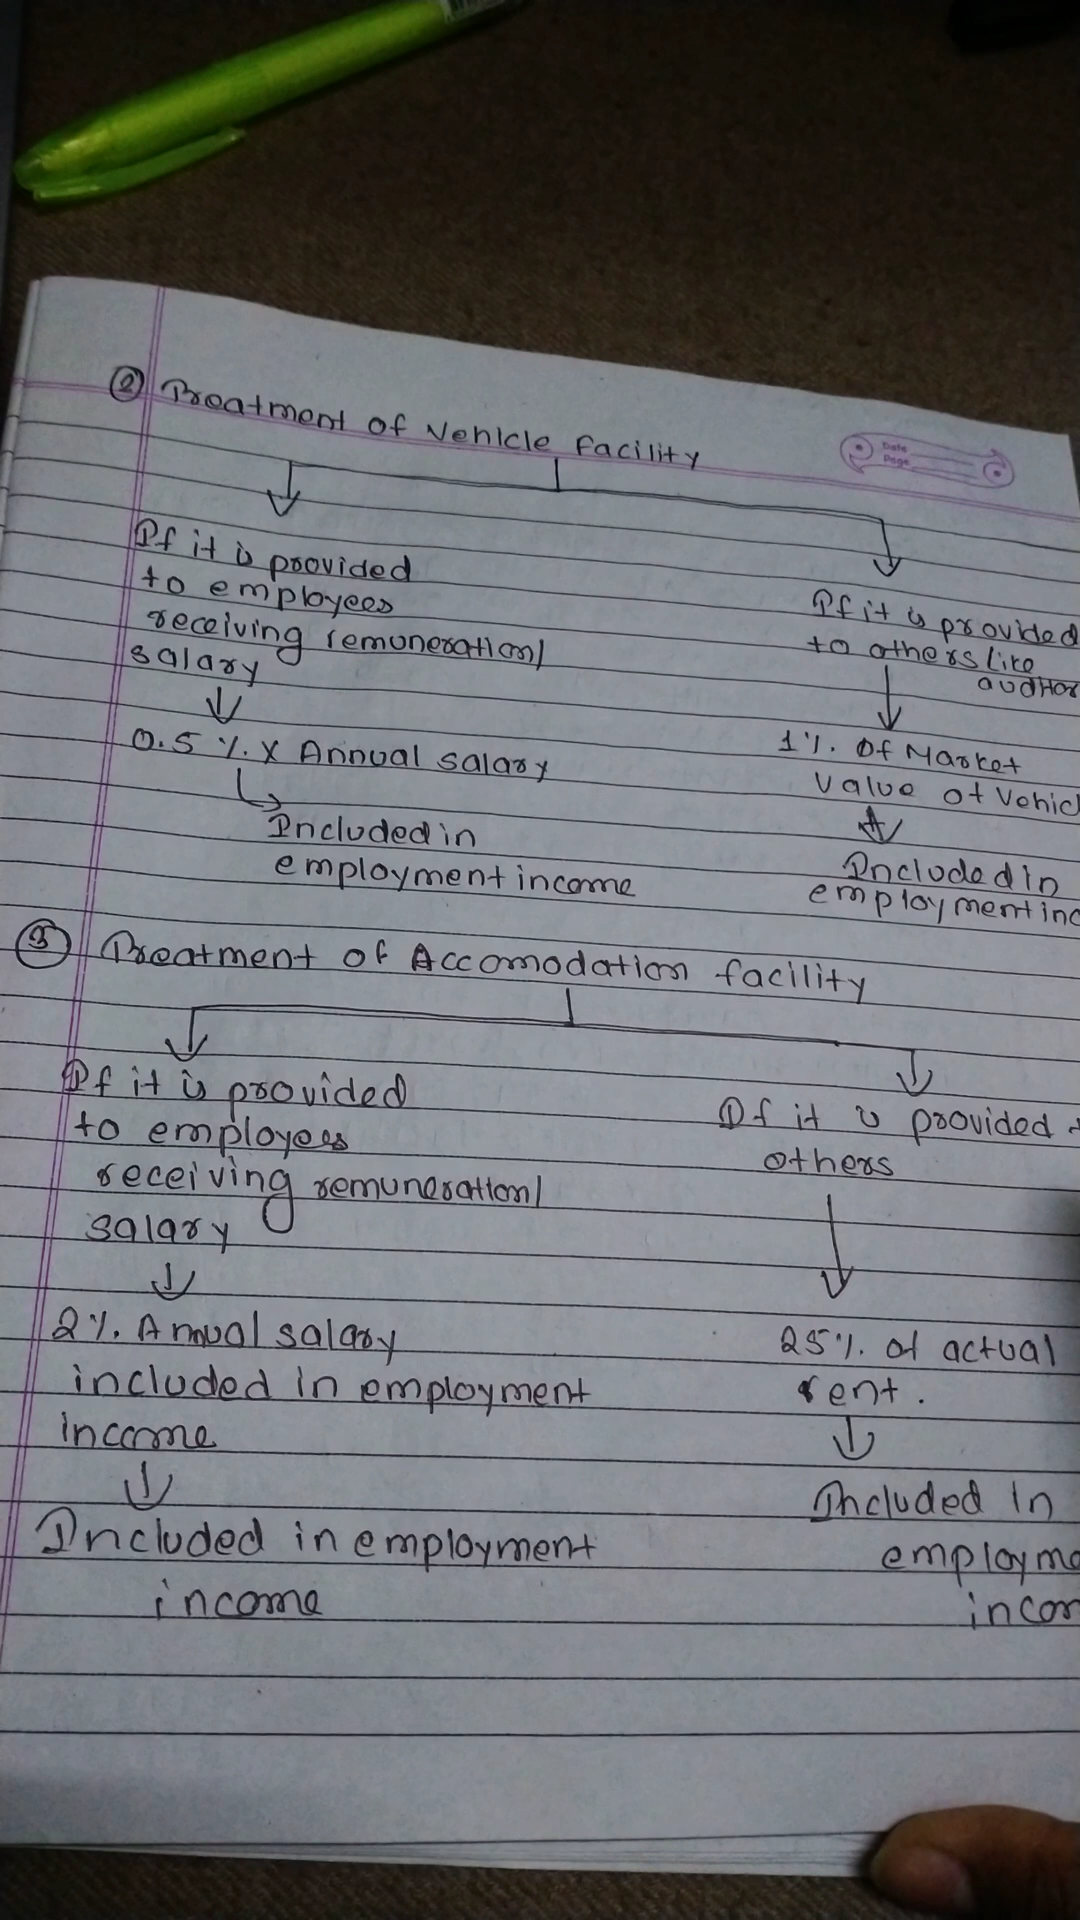 ② Treatment of Vehicle facility
Date
Page
If it is provided
to employees
receiving remuneration/
salary
↓
0.5 % x Annual salary
Included in
employment income
If it is provided
to others like
auditor
↓
1% of Market
value of Vehic
Included in
employment inc
③ Treatment of Accomodation facility
If it is provided
to employees
receiving remuneration/
salary
↓
2% Annual salary
included in employment
income
↓
Included in employment
income
If it is provided
others
↓
25% of actual
rent.
↓
Included in
employme
incom